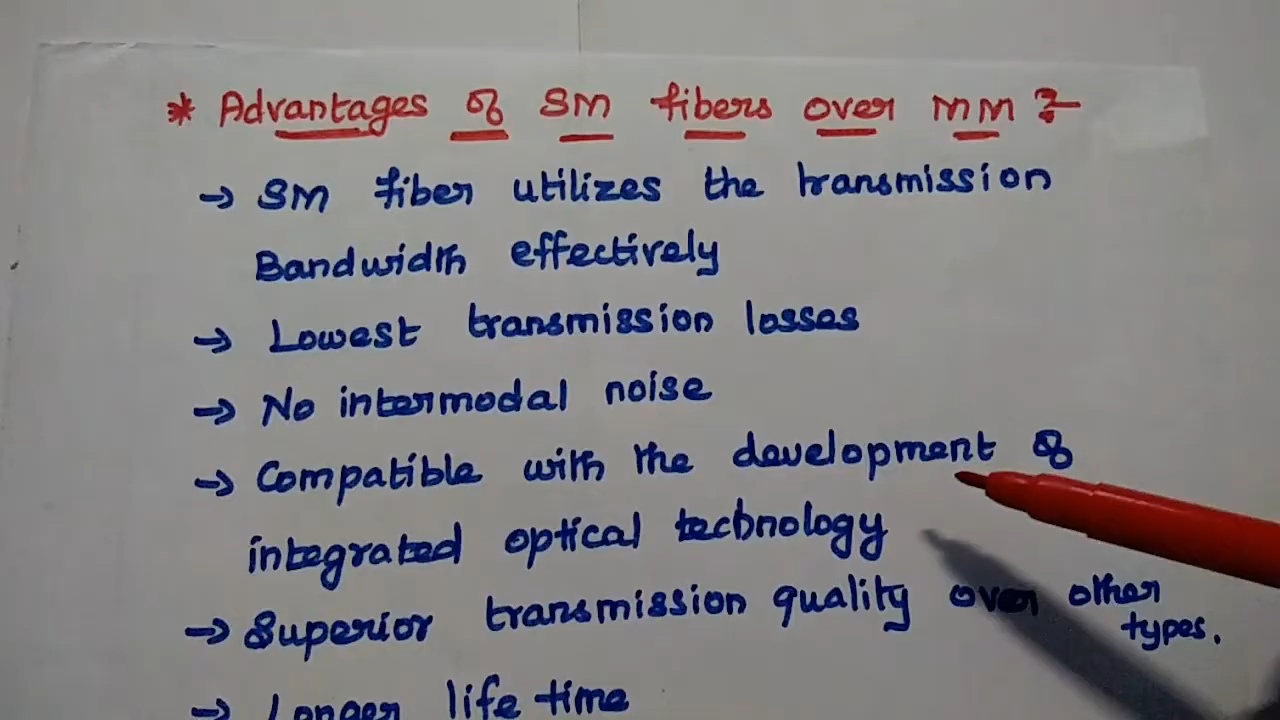 * Advantages of SM fibers over MM ?
→ SM fiber utilizes the transmission
Bandwidth effectively
→ Lowest transmission losses
→ No intermodal noise
→ Compatible with the development of
integrated optical technology
→ Superior transmission quality over other
types.
→ Longer life time